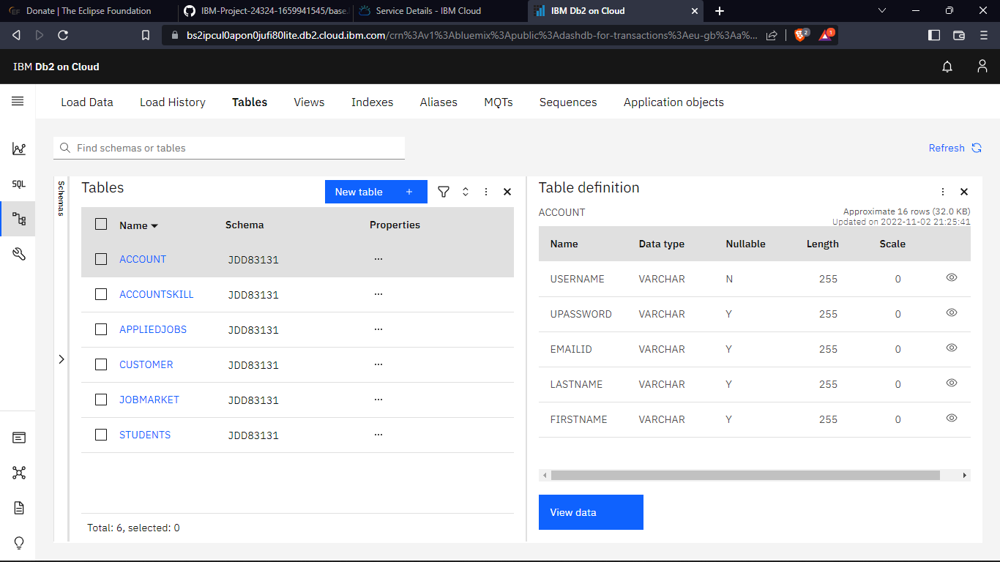 Donate | The Eclipse Foundation
IBM-Project-24324-1659941545/base.
Service Details - IBM Cloud
IBM Db2 on Cloud
bs2ipcul0apon0jufi80lite.db2.cloud.ibm.com/crn%3Av1%3Abluemix%3Apublic%3Adashdb-for-transactions%3Aeu-gb%3Aa%...
2
1
IBM Db2 on Cloud
Load Data Load History Tables Views Indexes Aliases MQTs Sequences Application objects
Find schemas or tables
Refresh
SQL
Schemas
Tables
New table +
Name Schema Properties
ACCOUNT JDD83131 ...
ACCOUNTSKILL JDD83131 ...
APPLIEDJOBS JDD83131 ...
CUSTOMER JDD83131 ...
JOBMARKET JDD83131 ...
STUDENTS JDD83131 ...
Total: 6, selected: 0
Table definition
ACCOUNT
Approximate 16 rows (32.0 KB)
Updated on 2022-11-02 21:25:41
Name Data type Nullable Length Scale
USERNAME VARCHAR N 255 0
UPASSWORD VARCHAR Y 255 0
EMAILID VARCHAR Y 255 0
LASTNAME VARCHAR Y 255 0
FIRSTNAME VARCHAR Y 255 0
View data